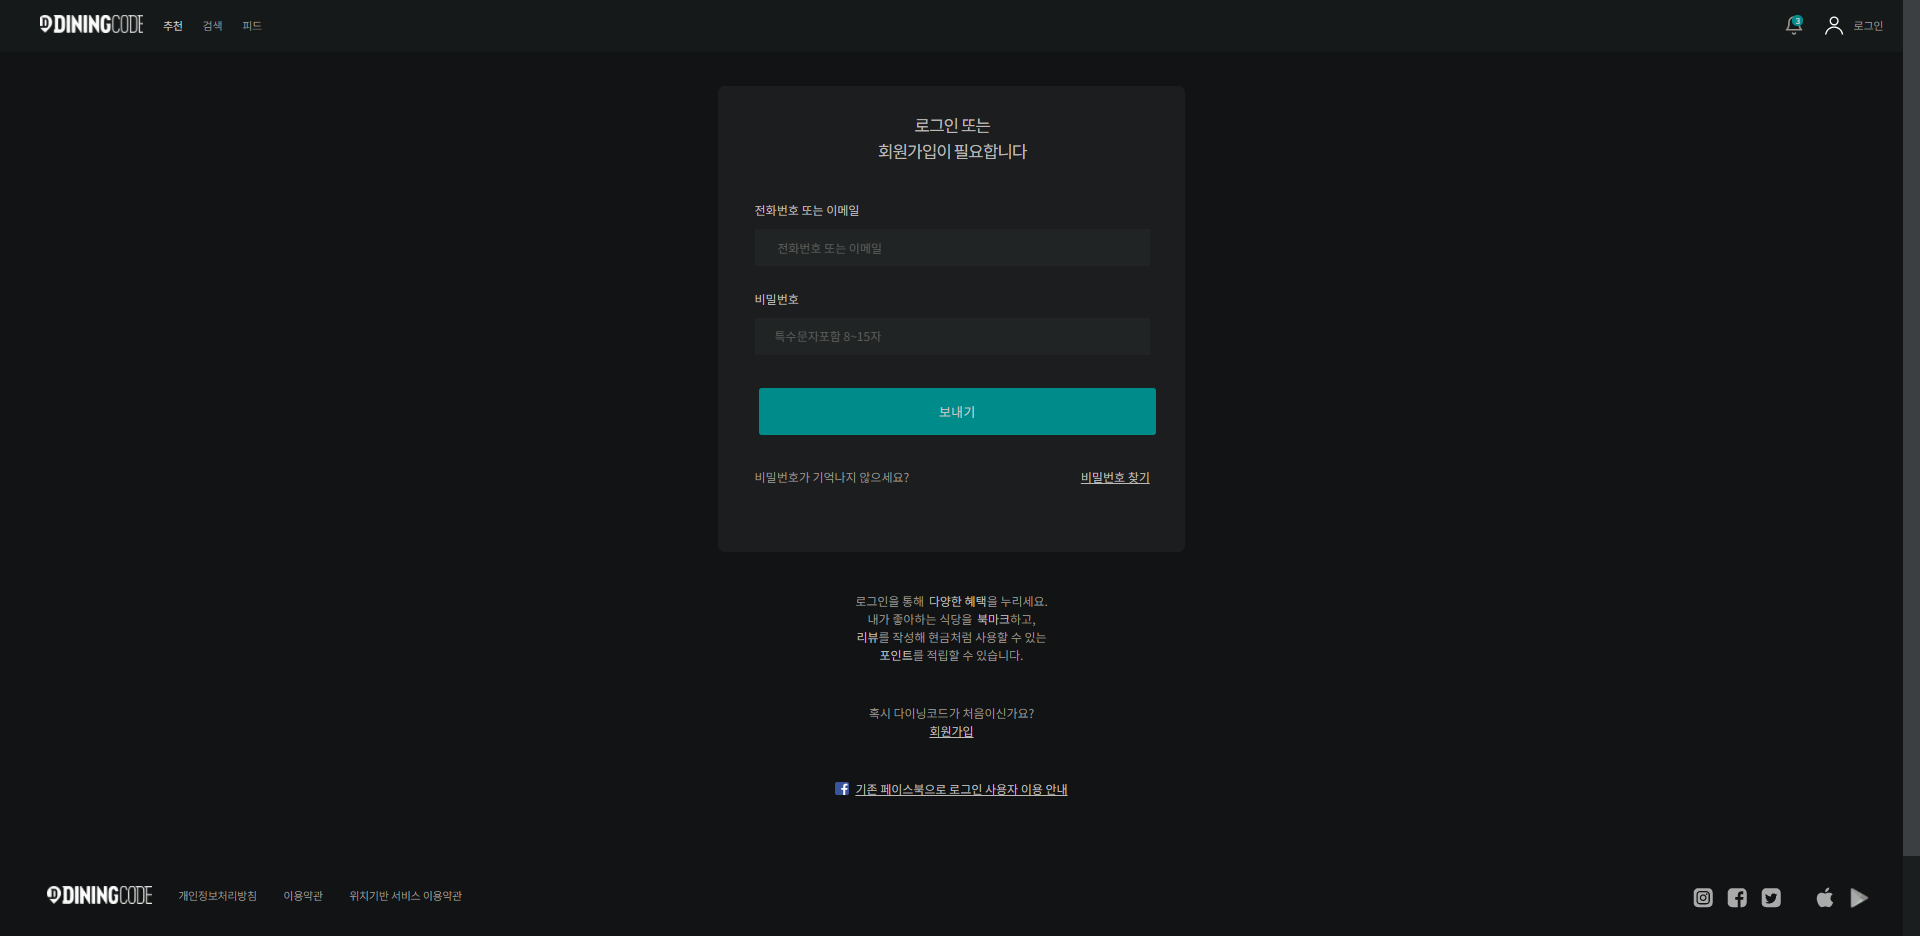 DININGCODE 추천 검색 피드 3 로그인
로그인 또는
회원가입이 필요합니다
전화번호 또는 이메일
전화번호 또는 이메일
비밀번호
특수문자포함 8~15자
보내기
비밀번호가 기억나지 않으세요? 비밀번호 찾기
로그인을 통해 다양한 혜택을 누리세요.
내가 좋아하는 식당을 북마크하고,
리뷰를 작성해 현금처럼 사용할 수 있는
포인트를 적립할 수 있습니다.
혹시 다이닝코드가 처음이신가요?
회원가입
기존 페이스북으로 로그인 사용자 이용 안내
DININGCODE 개인정보처리방침 이용약관 위치기반 서비스 이용약관